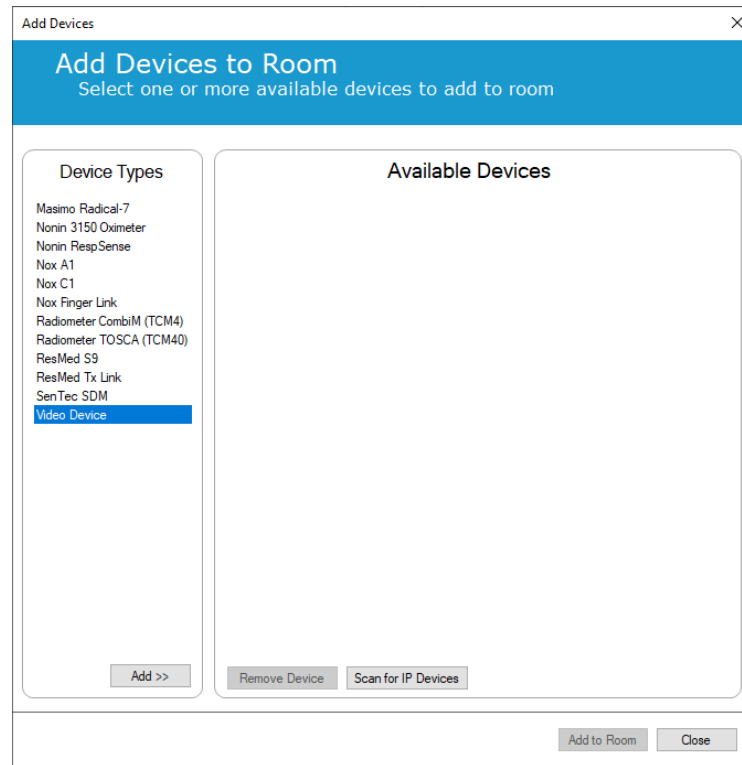 Add Devices
Add Devices to Room
Select one or more available devices to add to room
Device Types
Masimo Radical-7
Nonin 3150 Oximeter
Nonin RespSense
Nox A1
Nox C1
Nox Finger Link
Radiometer CombiM (TCM4)
Radiometer TOSCA (TCM40)
ResMed S9
ResMed Tx Link
SenTec SDM
Video Device
Add >>
Available Devices
Remove Device
Scan for IP Devices
Add to Room
Close